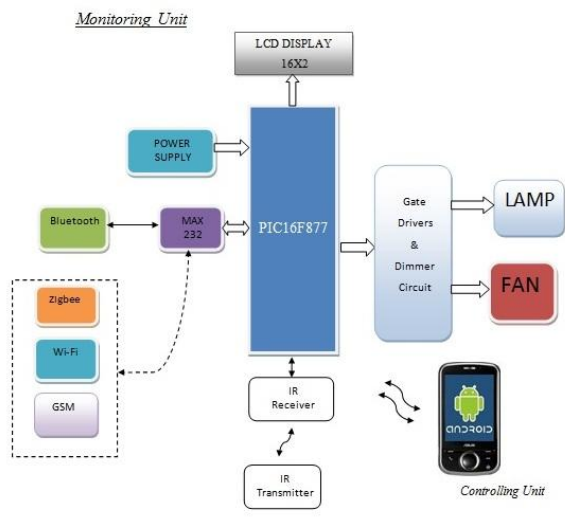 Monitoring Unit
LCD DISPLAY
16X2
POWER
SUPPLY
Bluetooth
MAX
232
PIC16F877
Gate
Drivers
&
Dimmer
Circuit
LAMP
FAN
Zigbee
Wi-Fi
GSM
IR
Receiver
IR
Transmitter
ANDROID
Controlling Unit